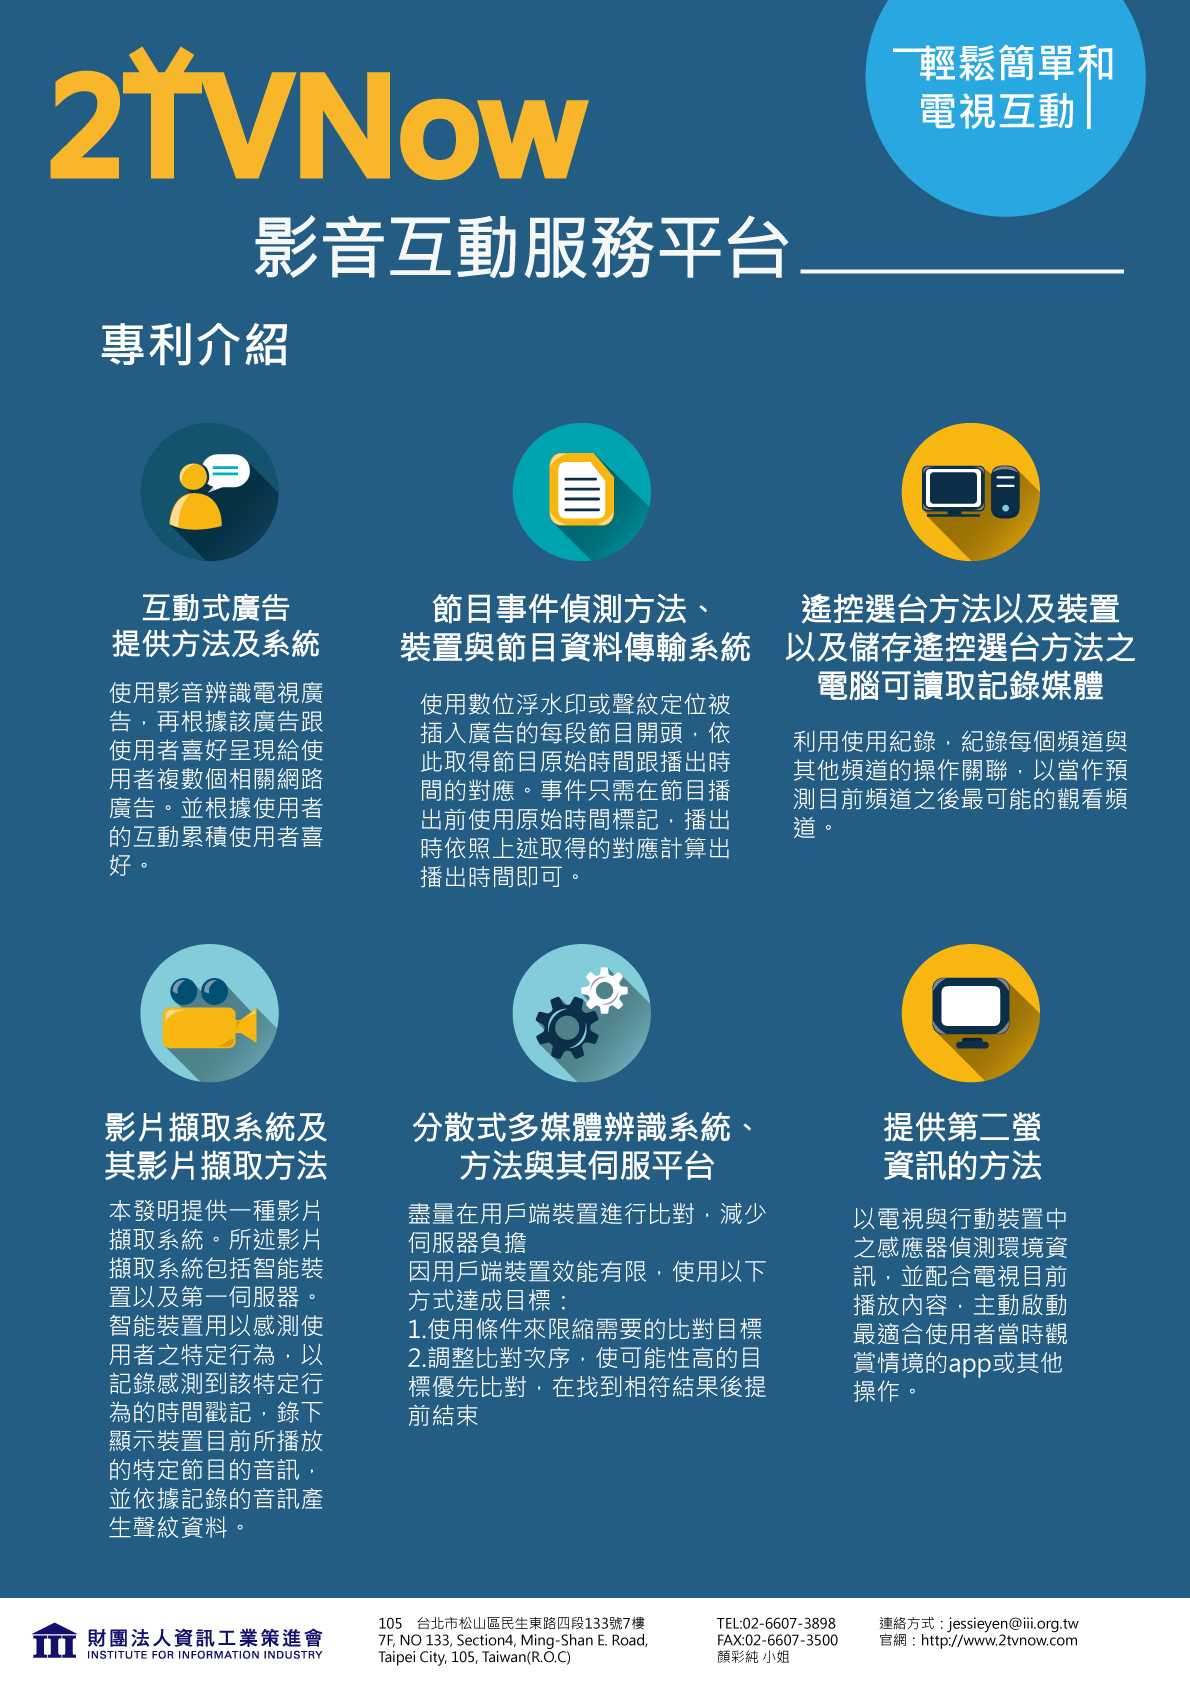 2TVNow
輕鬆簡單和
電視互動
影音互動服務平台
專利介紹
互動式廣告
提供方法及系統
使用影音辨識電視廣
告，再根據該廣告跟
使用者喜好呈現給使
用者複數個相關網路
廣告。並根據使用者
的互動累積使用者喜
好。
節目事件偵測方法、
裝置與節目資料傳輸系統
使用數位浮水印或聲紋定位被
插入廣告的每段節目開頭，依
此取得節目原始時間跟播出時
間的對應。事件只需在節目播
出前使用原始時間標記，播出
時依照上述取得的對應計算出
播出時間即可。
遙控選台方法以及裝置
以及儲存遙控選台方法之
電腦可讀取記錄媒體
利用使用紀錄，紀錄每個頻道與
其他頻道的操作關聯，以當作預
測目前頻道之後最可能的觀看頻
道。
影片擷取系統及
其影片擷取方法
本發明提供一種影片
擷取系統。所述影片
擷取系統包括智能裝
置以及第一伺服器。
智能裝置用以感測使
用者之特定行為，以
記錄感測到該特定行
為的時間戳記，錄下
顯示裝置目前所播放
的特定節目的音訊，
並依據記錄的音訊產
生聲紋資料。
分散式多媒體辨識系統、
方法與其伺服平台
盡量在用戶端裝置進行比對，減少
伺服器負擔
因用戶端裝置效能有限，使用以下
方式達成目標：
1.使用條件來限縮需要的比對目標
2.調整比對次序，使可能性高的目
標優先比對，在找到相符結果後提
前結束
提供第二螢
資訊的方法
以電視與行動裝置中
之感應器偵測環境資
訊，並配合電視目前
播放內容，主動啟動
最適合使用者當時觀
賞情境的app或其他
操作。
財團法人資訊工業策進會
INSTITUTE FOR INFORMATION INDUSTRY
105 台北市松山區民生東路四段133號7樓
7F, NO 133, Section4, Ming-Shan E. Road,
Taipei City, 105, Taiwan(R.O.C)
TEL:02-6607-3898
FAX:02-6607-3500
顏彩純 小姐
連絡方式：jessieyen@iii.org.tw
官網：http://www.2tvnow.com